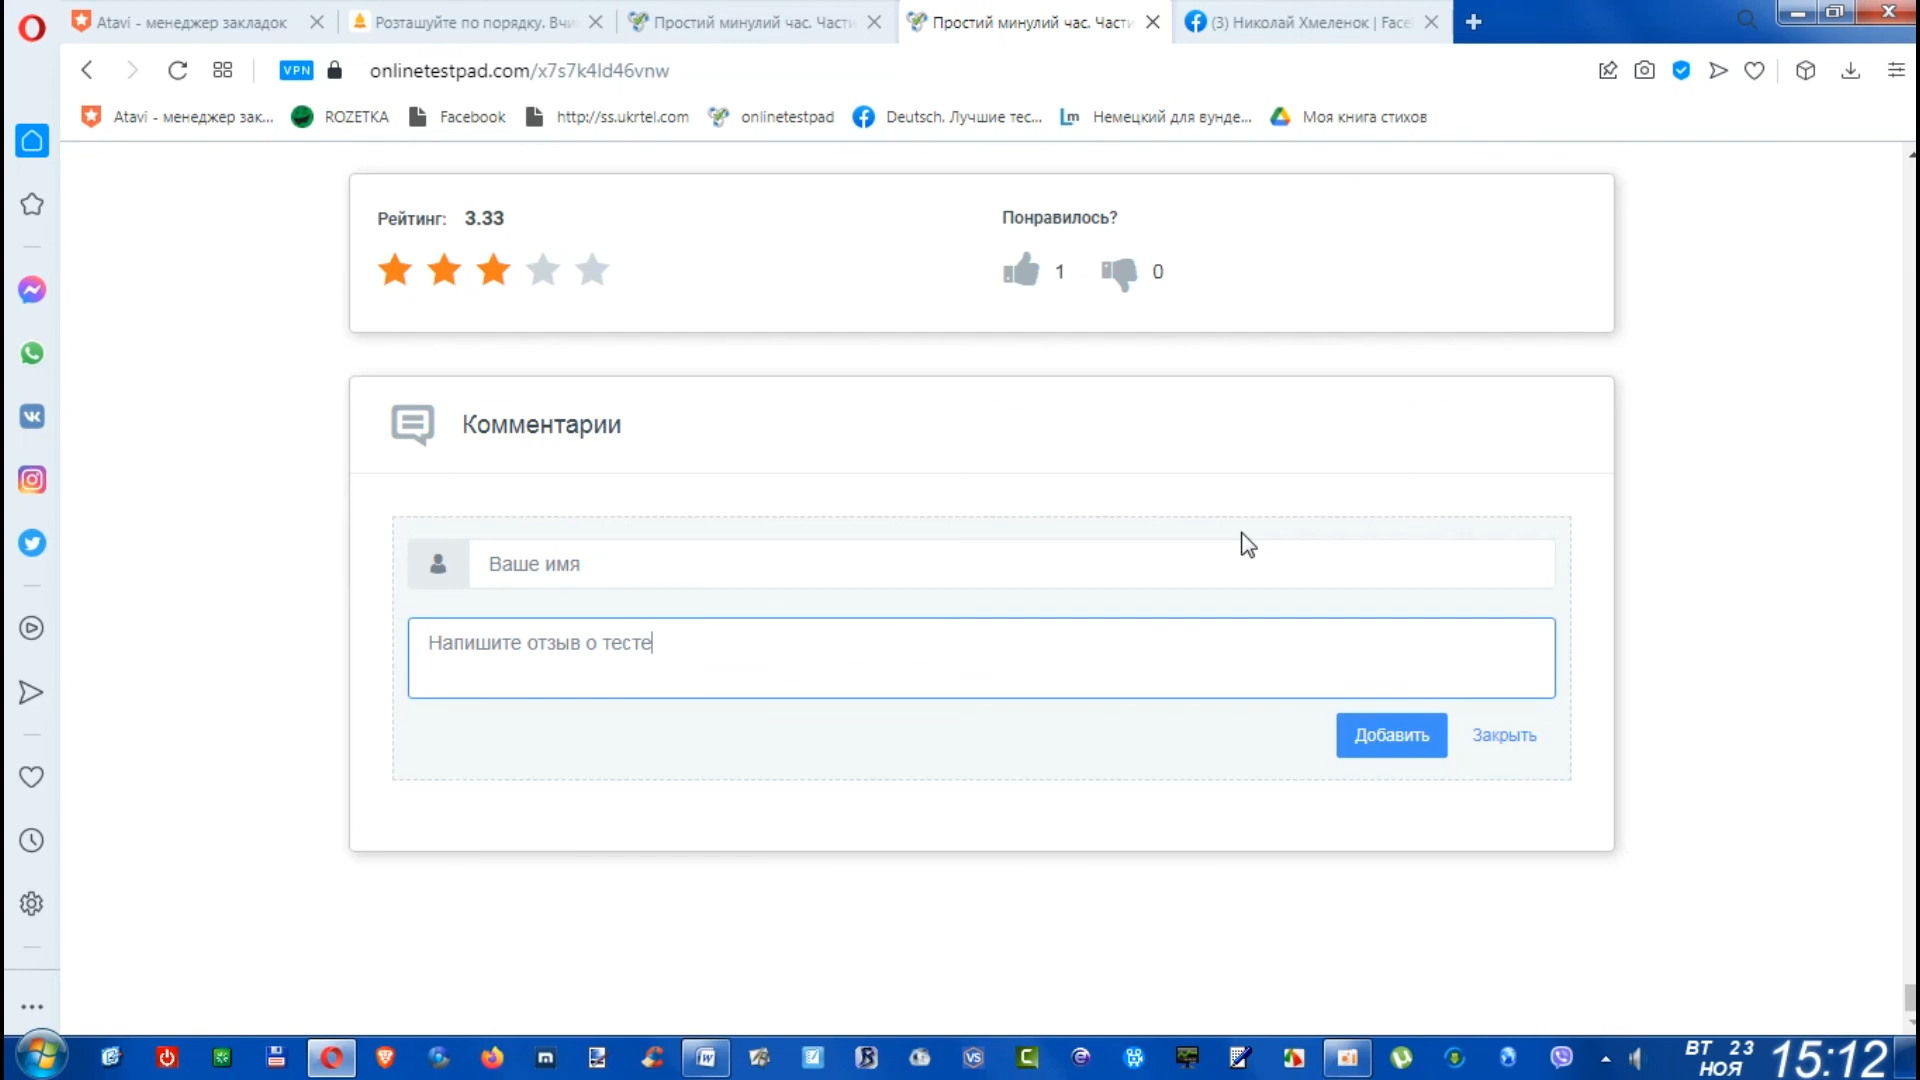 Atavi - менеджер закладок
Розташуйте по порядку. Вчи
Простий минулий час. Части
Простий минулий час. Части
(3) Николай Хмеленок | Face
VPN
onlinetestpad.com/x7s7k4ld46vnw
Atavi - менеджер зак...
ROZETKA
Facebook
http://ss.ukrtel.com
onlinetestpad
Deutsch. Лучшие тес...
Lm
Немецкий для вунде...
Моя книга стихов
Рейтинг: 3.33
Понравилось?
1
0
Комментарии
Ваше имя
Напишите отзыв о тесте
Добавить
Закрыть
ВТ 23
НОЯ
15:12